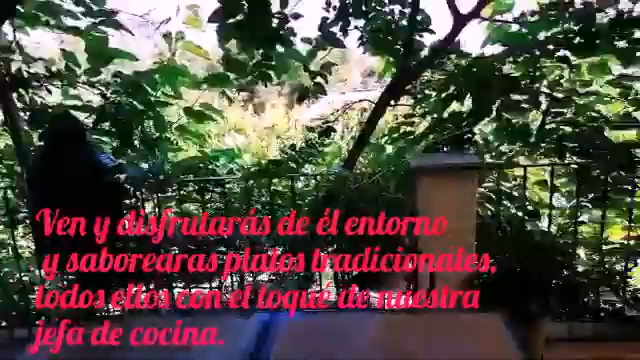 Ven y disfrutarás de él entorno
y saborearas platos tradicionales,
todos ellos con el toqué de nuestra
jefa de cocina.